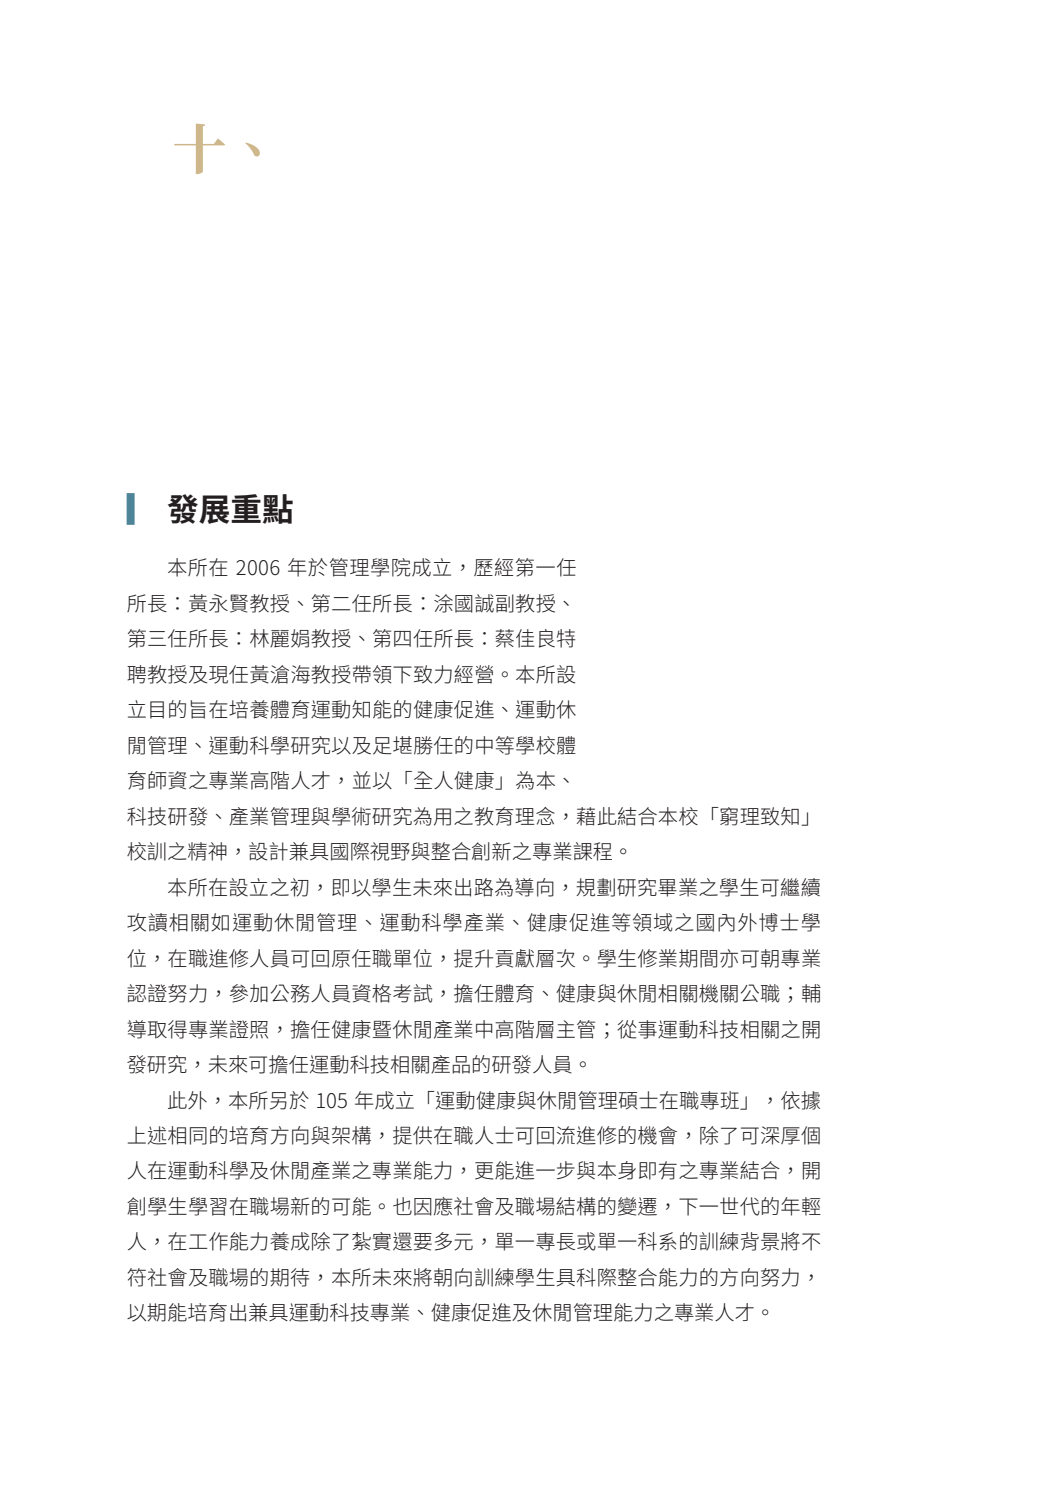 十、
發展重點
本所在 2006 年於管理學院成立，歷經第一任
所長：黃永賢教授、第二任所長：涂國誠副教授、
第三任所長：林麗娟教授、第四任所長：蔡佳良特
聘教授及現任黃滄海教授帶領下致力經營。本所設
立目的旨在培養體育運動知能的健康促進、運動休
閒管理、運動科學研究以及足堪勝任的中等學校體
育師資之專業高階人才，並以「全人健康」為本、
科技研發、產業管理與學術研究為用之教育理念，藉此結合本校「窮理致知」
校訓之精神，設計兼具國際視野與整合創新之專業課程。
本所在設立之初，即以學生未來出路為導向，規劃研究畢業之學生可繼續
攻讀相關如運動休閒管理、運動科學產業、健康促進等領域之國內外博士學
位，在職進修人員可回原任職單位，提升貢獻層次。學生修業期間亦可朝專業
認證努力，參加公務人員資格考試，擔任體育、健康與休閒相關機關公職；輔
導取得專業證照，擔任健康暨休閒產業中高階層主管；從事運動科技相關之開
發研究，未來可擔任運動科技相關產品的研發人員。
此外，本所另於 105 年成立「運動健康與休閒管理碩士在職專班」，依據
上述相同的培育方向與架構，提供在職人士可回流進修的機會，除了可深厚個
人在運動科學及休閒產業之專業能力，更能進一步與本身即有之專業結合，開
創學生學習在職場新的可能。也因應社會及職場結構的變遷，下一世代的年輕
人，在工作能力養成除了紮實還要多元，單一專長或單一科系的訓練背景將不
符社會及職場的期待，本所未來將朝向訓練學生具科際整合能力的方向努力，
以期能培育出兼具運動科技專業、健康促進及休閒管理能力之專業人才。